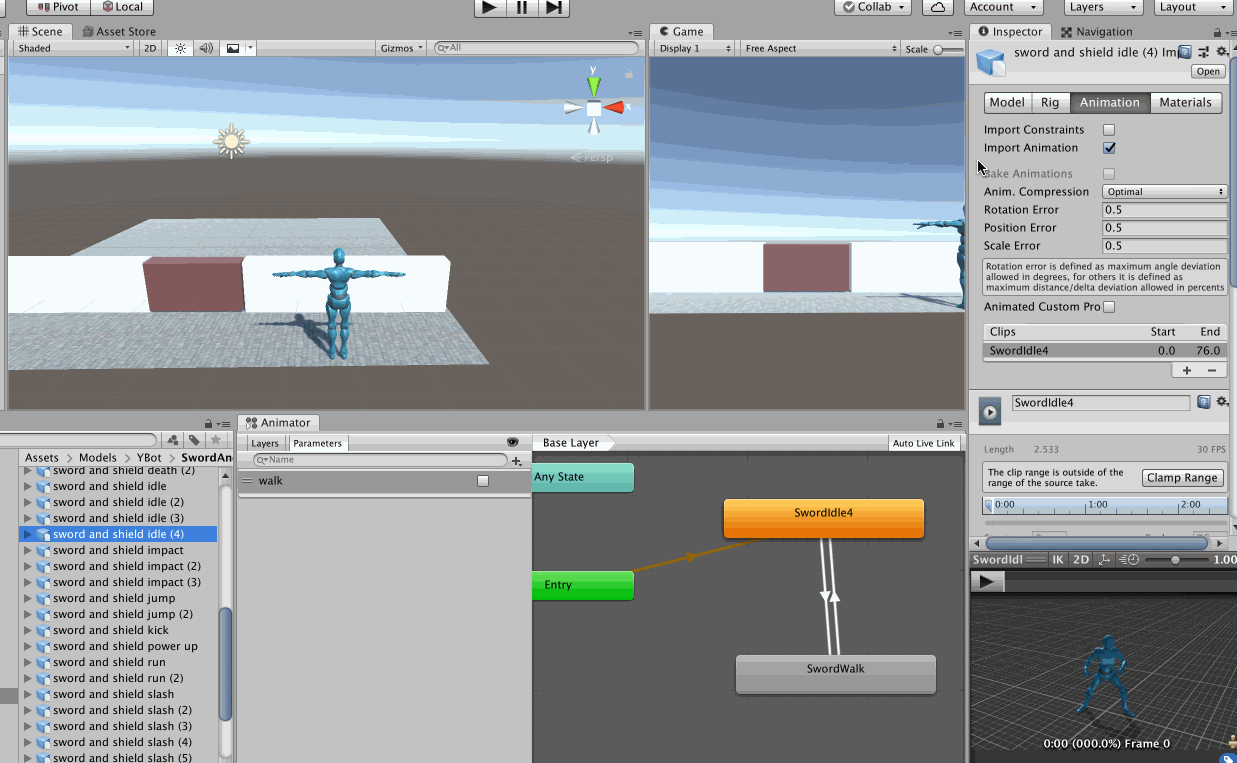 Pivot Local
Collab Account Layers Layout
Scene Asset Store
Shaded 2D Gizmos All
y
x
Persp
Game
Display 1 Free Aspect Scale
Inspector Navigation
sword and shield idle (4) Im
Open
Model Rig Animation Materials
Import Constraints
Import Animation
Bake Animations
Anim. Compression Optimal
Rotation Error 0.5
Position Error 0.5
Scale Error 0.5
Rotation error is defined as maximum angle deviation
allowed in degrees, for others it is defined as
maximum distance/delta deviation allowed in percents
Animated Custom Pro
Clips Start End
SwordIdle4 0.0 76.0
+ −
SwordIdle4
Length 2.533 30 FPS
The clip range is outside of the
range of the source take.
Clamp Range
0:00 1:00 2:00
SwordIdl IK 2D 1.00
0:00 (000.0%) Frame 0
Assets > Models > YBot > SwordAn
sword and shield death (2)
sword and shield idle
sword and shield idle (2)
sword and shield idle (3)
sword and shield idle (4)
sword and shield impact
sword and shield impact (2)
sword and shield impact (3)
sword and shield jump
sword and shield jump (2)
sword and shield kick
sword and shield power up
sword and shield run
sword and shield run (2)
sword and shield slash
sword and shield slash (2)
sword and shield slash (3)
sword and shield slash (4)
sword and shield slash (5)
Animator
Layers Parameters
Name
walk
Base Layer Auto Live Link
Any State
SwordIdle4
Entry
SwordWalk